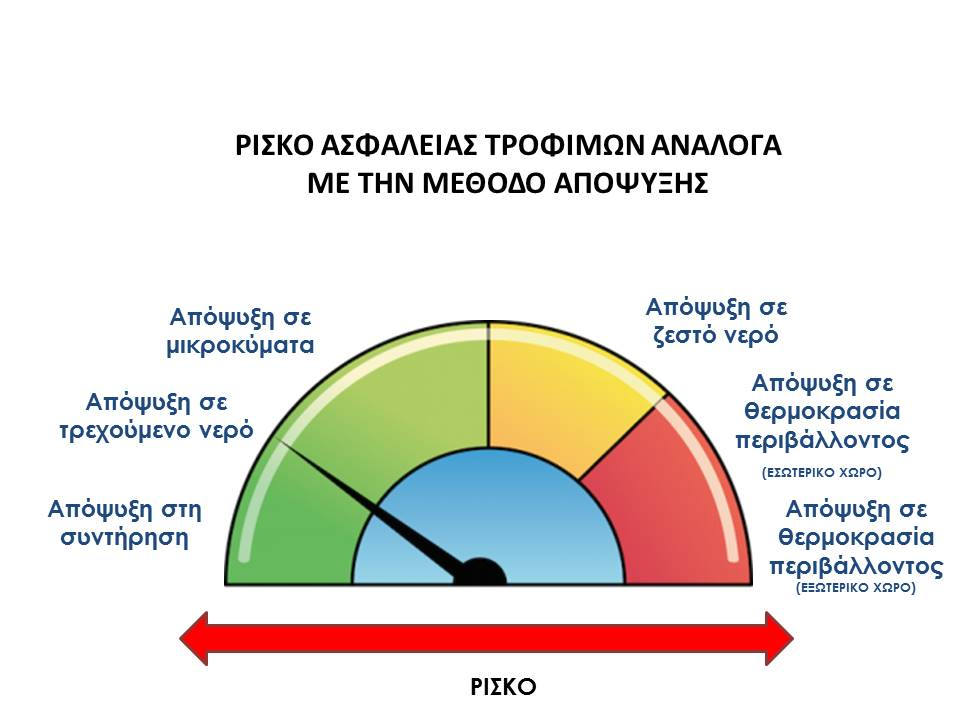 ΡΙΣΚΟ ΑΣΦΑΛΕΙΑΣ ΤΡΟΦΙΜΩΝ ΑΝΑΛΟΓΑ
ΜΕ ΤΗΝ ΜΕΘΟΔΟ ΑΠΟΨΥΞΗΣ
Απόψυξη σε
μικροκύματα
Απόψυξη σε
τρεχούμενο νερό
Απόψυξη στη
συντήρηση
Απόψυξη σε
ζεστό νερό
Απόψυξη σε
θερμοκρασία
περιβάλλοντος
(ΕΣΩΤΕΡΙΚΟ ΧΩΡΟ)
Απόψυξη σε
θερμοκρασία
περιβάλλοντος
(ΕΞΩΤΕΡΙΚΟ ΧΩΡΟ)
ΡΙΣΚΟ